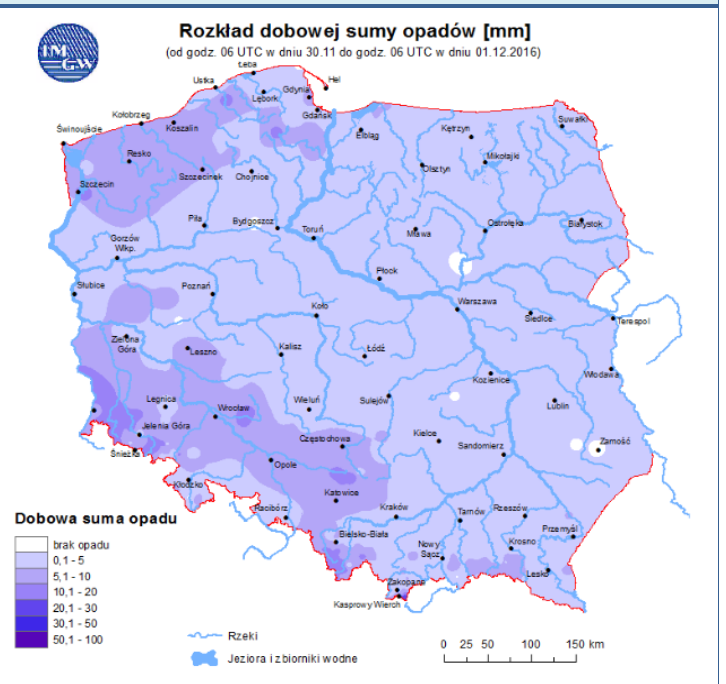 Rozkład dobowej sumy opadów [mm]
(od godz. 06 UTC w dniu 30.11 do godz. 06 UTC w dniu 01.12.2016)
IM
GW
Łeba
Ustka
Hel
Gdynia
Lębork
Gdańsk
Kołobrzeg
Koszalin
Świnoujście
Elbląg
Kętrzyn
Suwałki
Resko
Szczecinek
Chojnice
Olsztyn
Mikołajki
Szczecin
Piła
Bydgoszcz
Toruń
Mława
Ostrołęka
Białystok
Gorzów
Wlkp.
Płock
Słubice
Poznań
Koło
Warszawa
Siedlce
Terespol
Zielona
Góra
Leszno
Kalisz
Łódź
Kozienice
Włodawa
Legnica
Wrocław
Wieluń
Sulejów
Lublin
Jelenia Góra
Częstochowa
Kielce
Sandomierz
Zamość
Śnieżka
Opole
Kłodzko
Katowice
Racibórz
Kraków
Tarnów
Rzeszów
Przemyśl
Bielsko-Biała
Nowy
Sącz
Krosno
Lesko
Zakopane
Kasprowy Wierch
Dobowa suma opadu
brak opadu
0,1 - 5
5,1 - 10
10,1 - 20
20,1 - 30
30,1 - 50
50,1 - 100
Rzeki
Jeziora i zbiorniki wodne
0 25 50 100 150 km